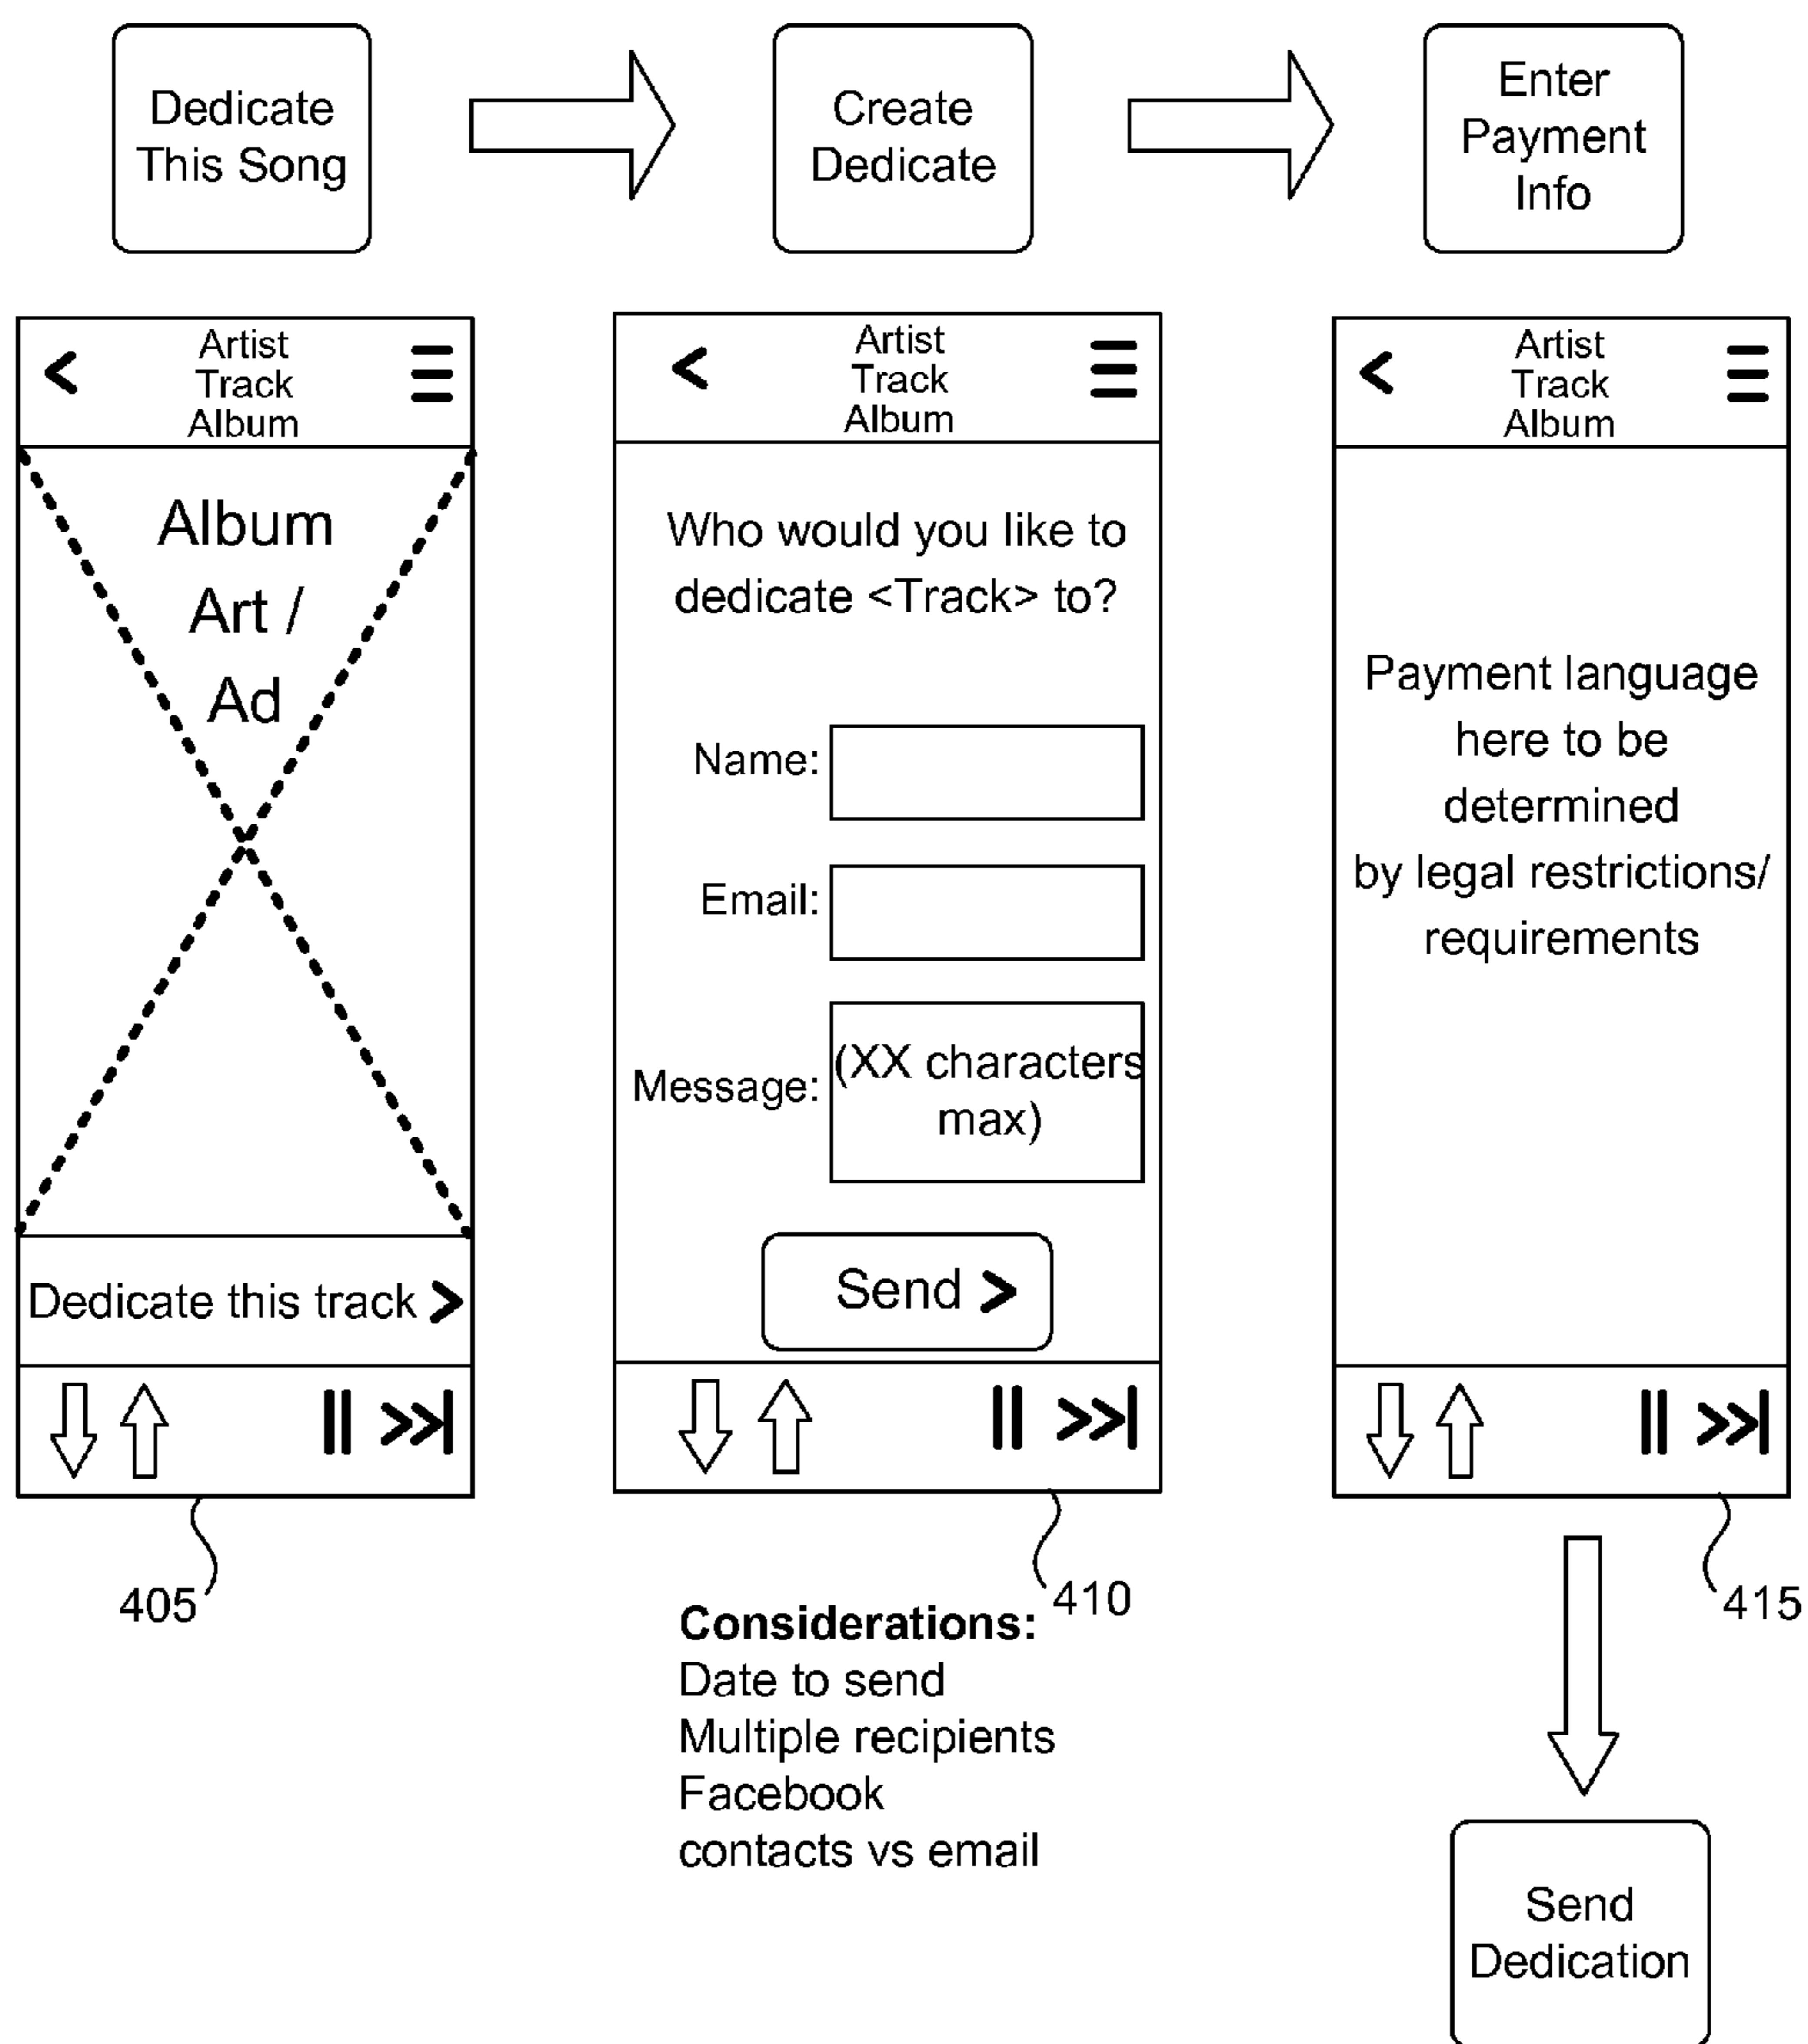 Dedicate
This Song
Create
Dedicate
Enter
Payment
Info
<
Artist
Track
Album
Album
Art /
Ad
Dedicate this track >
405
<
Artist
Track
Album
Who would you like to
dedicate <Track> to?
Name:
Email:
Message:
(XX characters
max)
Send >
410
Considerations:
Date to send
Multiple recipients
Facebook
contacts vs email
<
Artist
Track
Album
Payment language
here to be
determined
by legal restrictions/
requirements
415
Send
Dedication